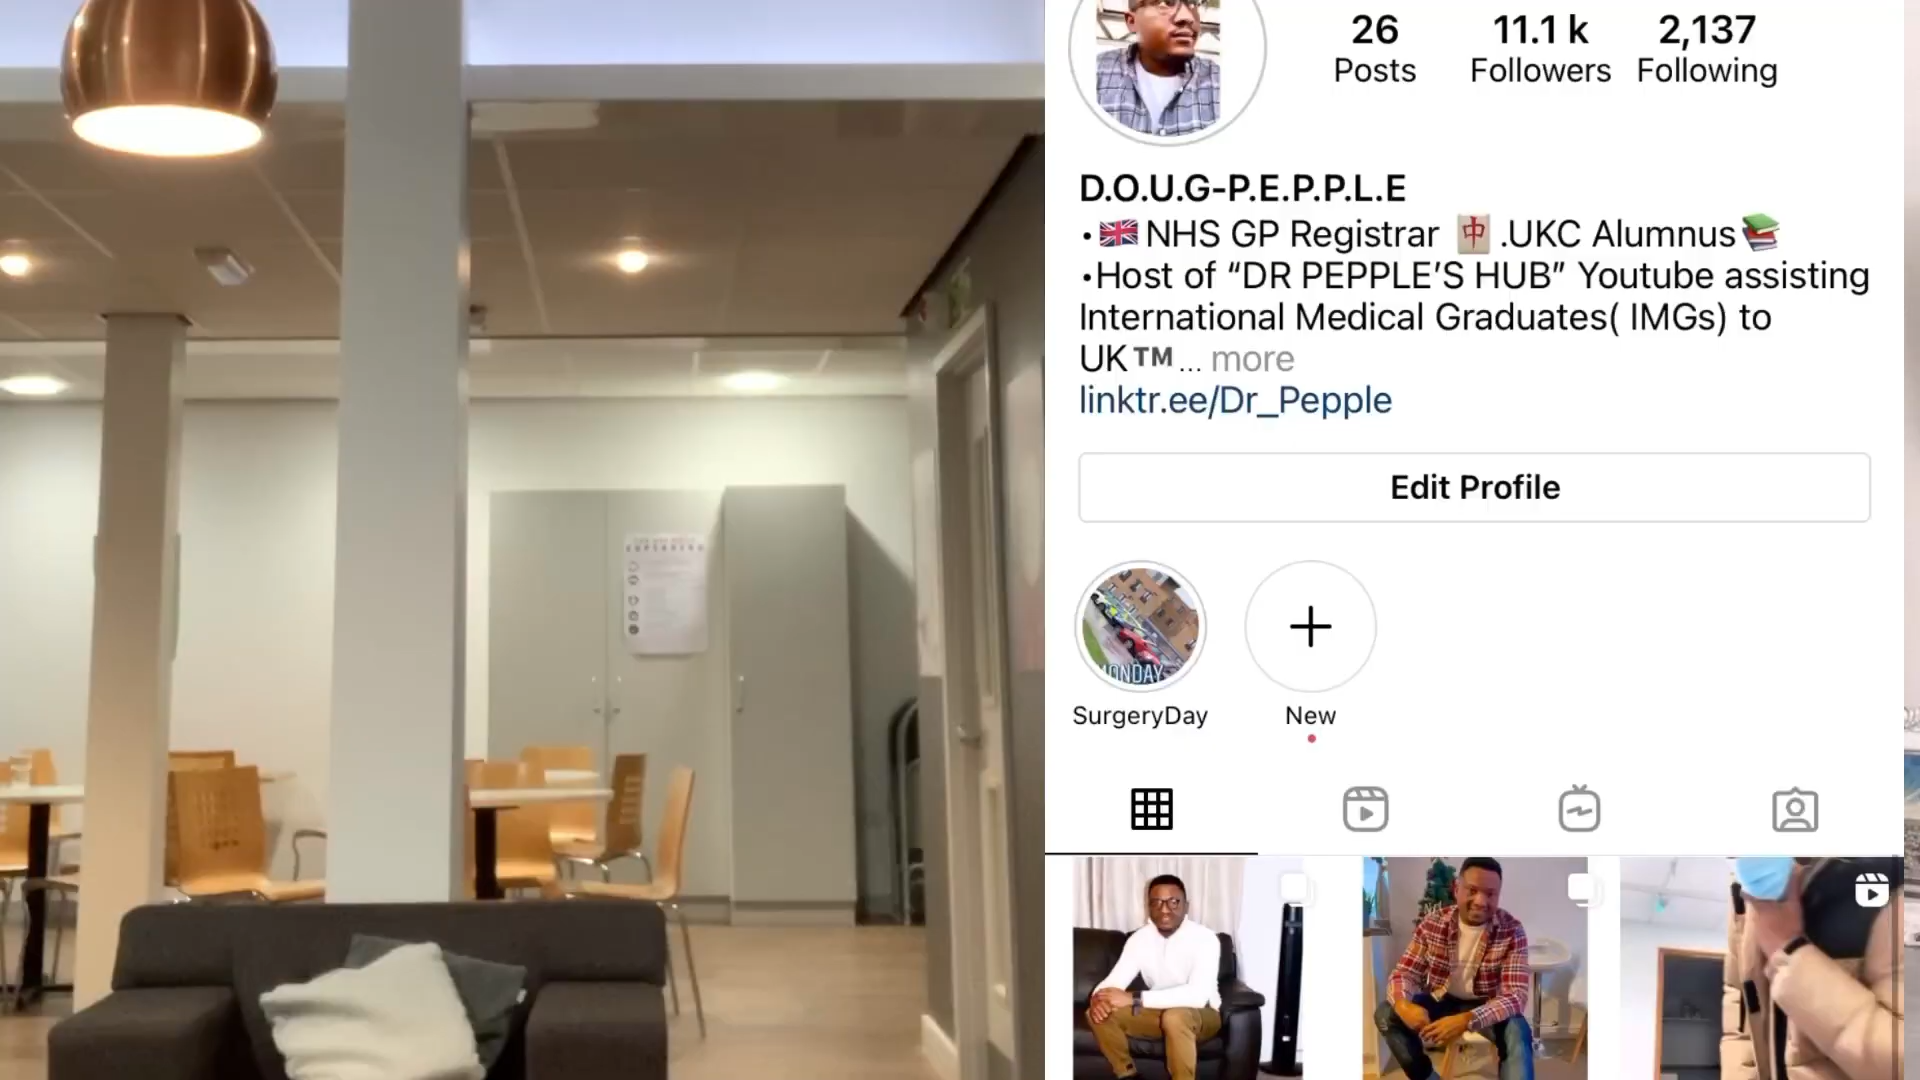 26
Posts
11.1 k
Followers
2,137
Following
D.O.U.G-P.E.P.P.L.E
•🇬🇧NHS GP Registrar 🀄.UKC Alumnus📚
•Host of “DR PEPPLE’S HUB” Youtube assisting
International Medical Graduates( IMGs) to
UK™️... more
linktr.ee/Dr_Pepple
Edit Profile
MONDAY
SurgeryDay
New